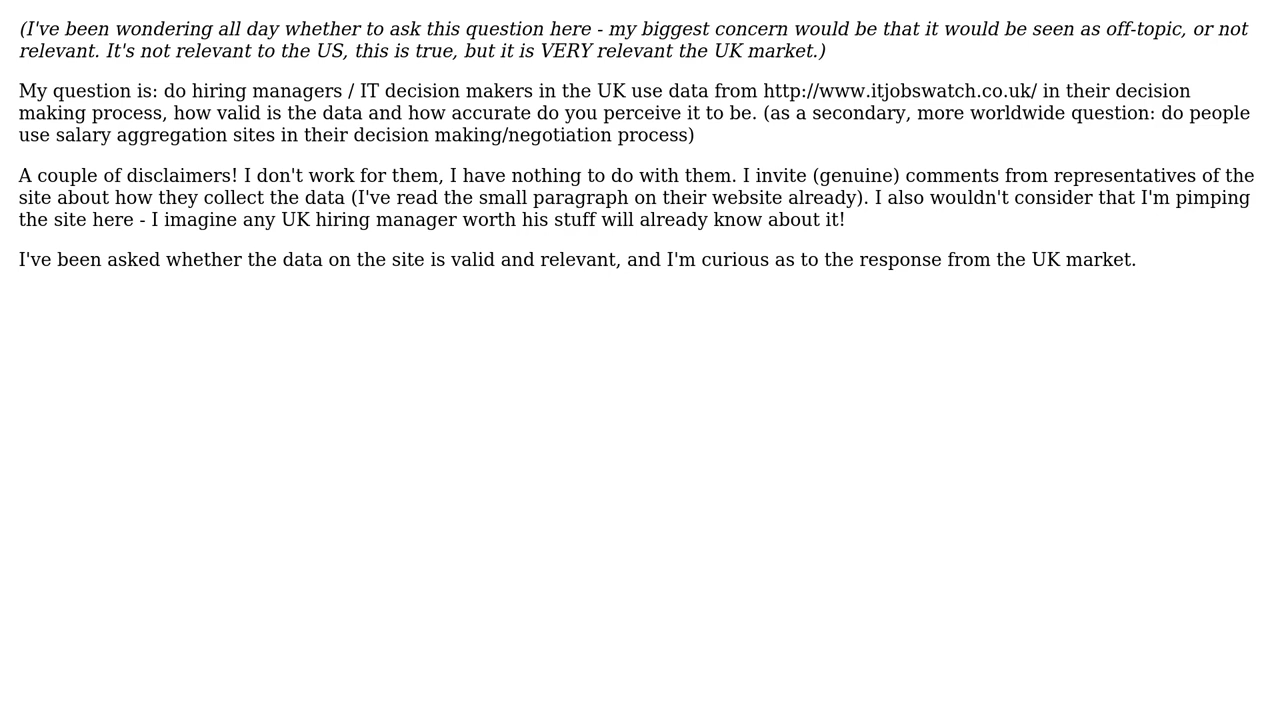 (I've been wondering all day whether to ask this question here - my biggest concern would be that it would be seen as off-topic, or not
relevant. It's not relevant to the US, this is true, but it is VERY relevant the UK market.)
My question is: do hiring managers / IT decision makers in the UK use data from http://www.itjobswatch.co.uk/ in their decision
making process, how valid is the data and how accurate do you perceive it to be. (as a secondary, more worldwide question: do people
use salary aggregation sites in their decision making/negotiation process)
A couple of disclaimers! I don't work for them, I have nothing to do with them. I invite (genuine) comments from representatives of the
site about how they collect the data (I've read the small paragraph on their website already). I also wouldn't consider that I'm pimping
the site here - I imagine any UK hiring manager worth his stuff will already know about it!
I've been asked whether the data on the site is valid and relevant, and I'm curious as to the response from the UK market.